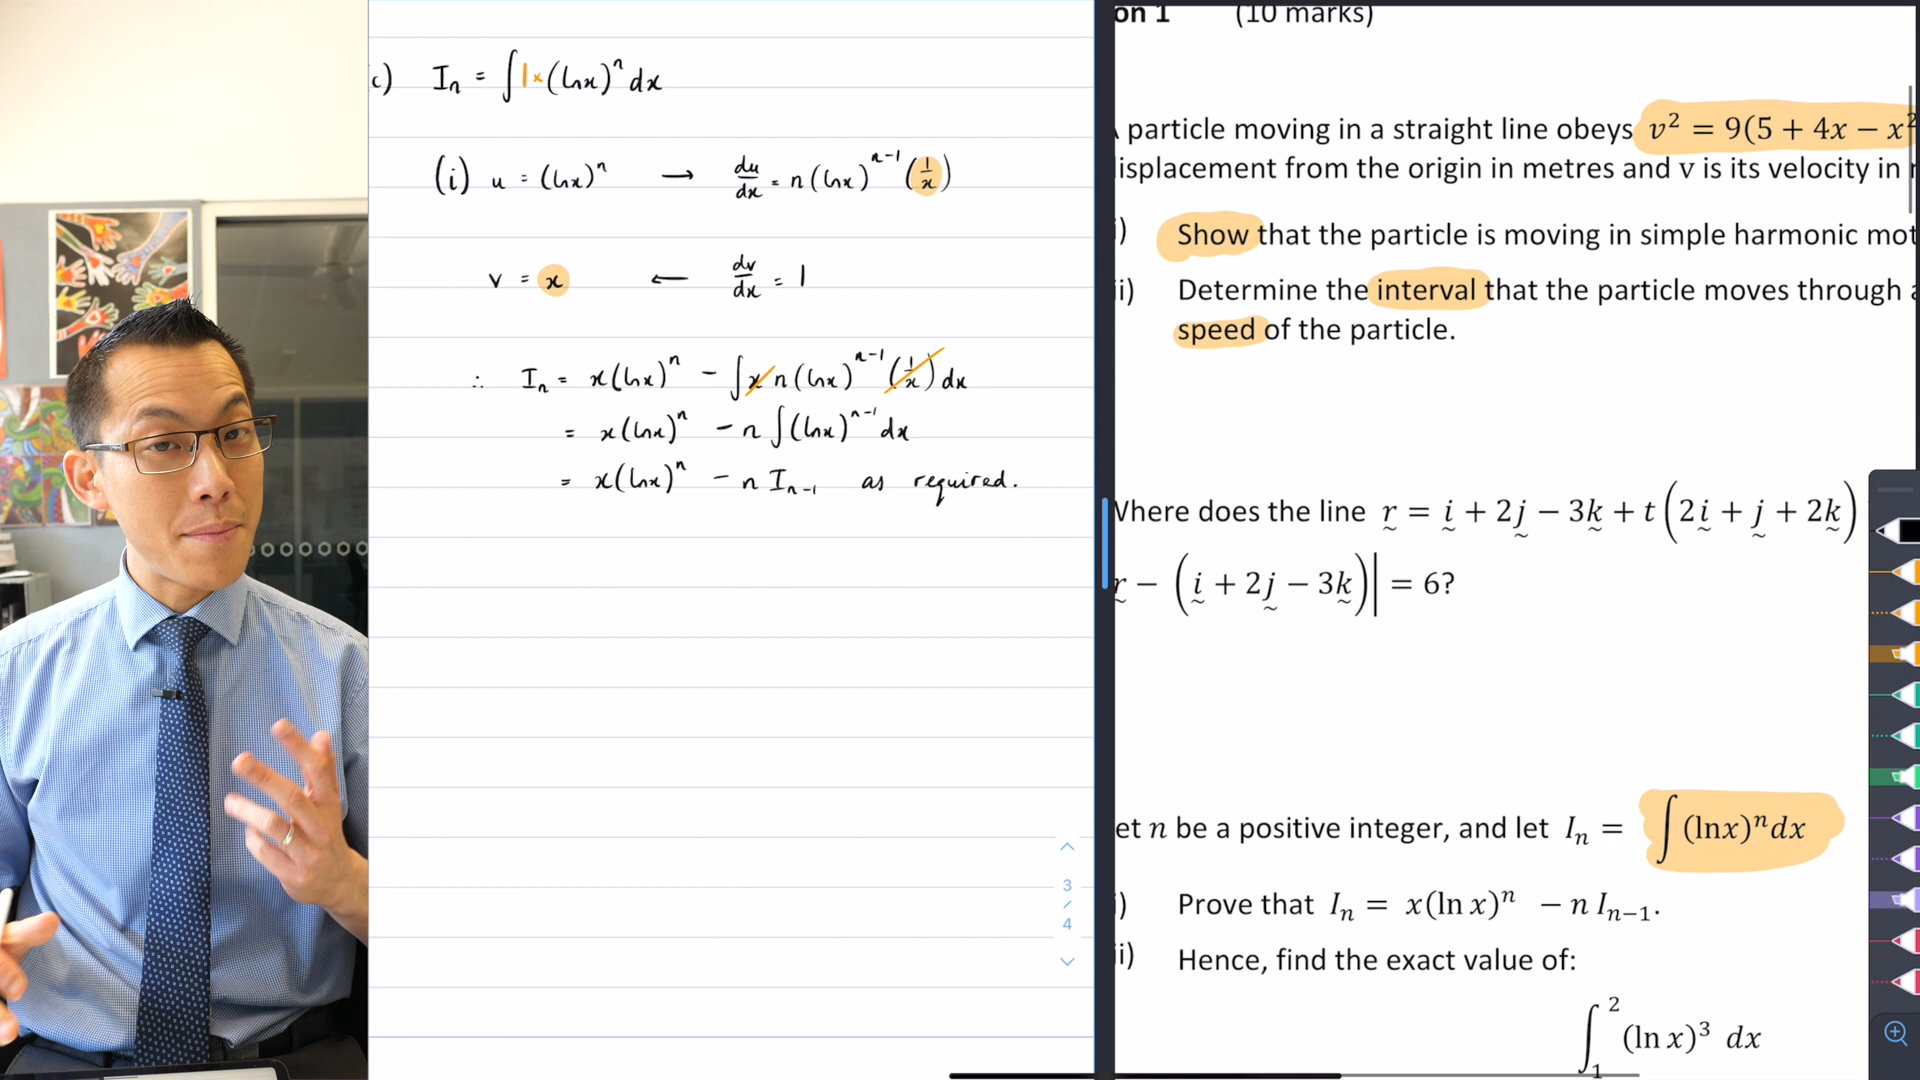 c) Iₙ = ∫1×(lnx)ⁿ dx
(i) u = (lnx)ⁿ → du/dx = n(lnx)ⁿ⁻¹(1/x)
v = x ← dv/dx = 1
∴ Iₙ = x(lnx)ⁿ - ∫x n(lnx)ⁿ⁻¹(1/x)dx
= x(lnx)ⁿ - n∫(lnx)ⁿ⁻¹dx
= x(lnx)ⁿ - n Iₙ₋₁ as required.
3
/
4
on 1 (10 marks)
particle moving in a straight line obeys v² = 9(5 + 4x − x²
isplacement from the origin in metres and v is its velocity in
i) Show that the particle is moving in simple harmonic mot
ii) Determine the interval that the particle moves through a
speed of the particle.
Where does the line r = i + 2j − 3k + t(2i + j + 2k)
r − (i + 2j − 3k)| = 6?
et n be a positive integer, and let Iₙ = ∫(lnx)ⁿdx
i) Prove that Iₙ = x(ln x)ⁿ − n Iₙ₋₁.
ii) Hence, find the exact value of:
∫₁²(ln x)³ dx